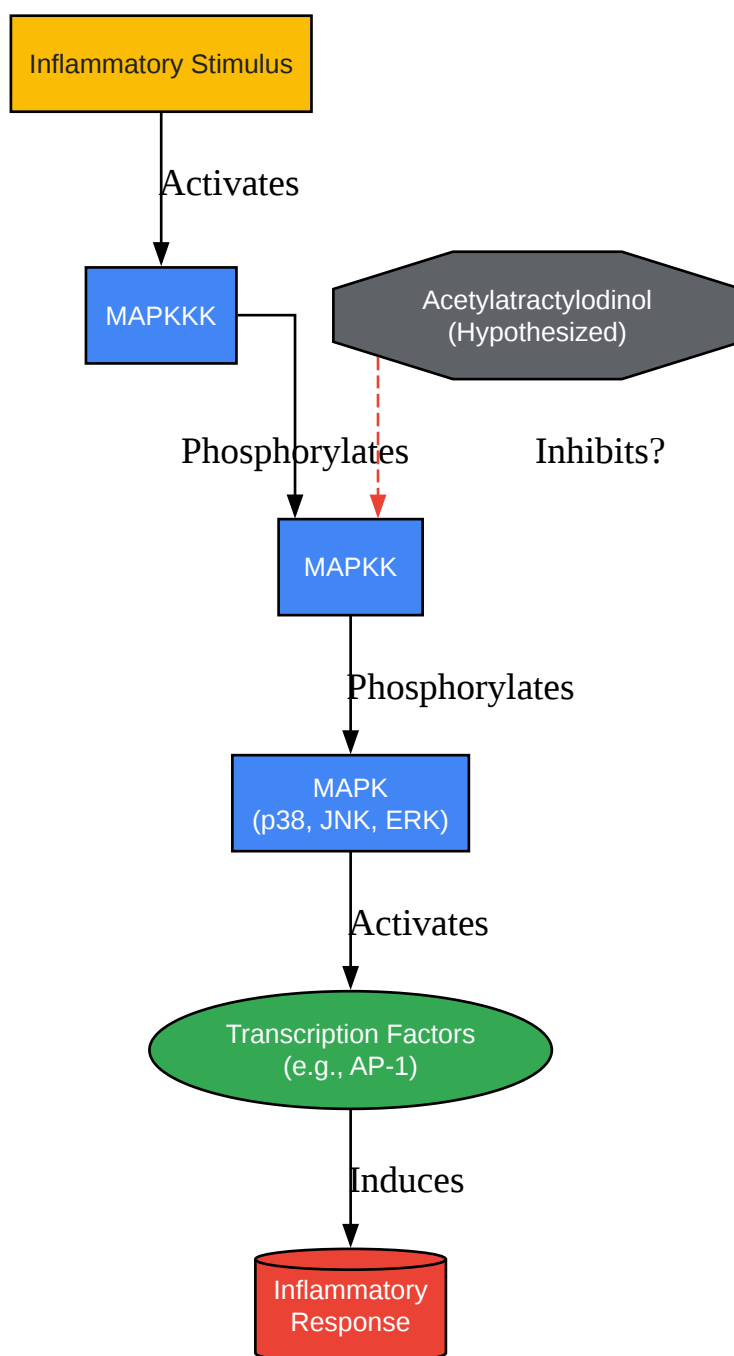 Inflammatory Stimulus
Activates
MAPKKK
Acetylatractylodinol
(Hypothesized)
Phosphorylates
Inhibits?
MAPKK
Phosphorylates
MAPK
(p38, JNK, ERK)
Activates
Transcription Factors
(e.g., AP-1)
Induces
Inflammatory
Response